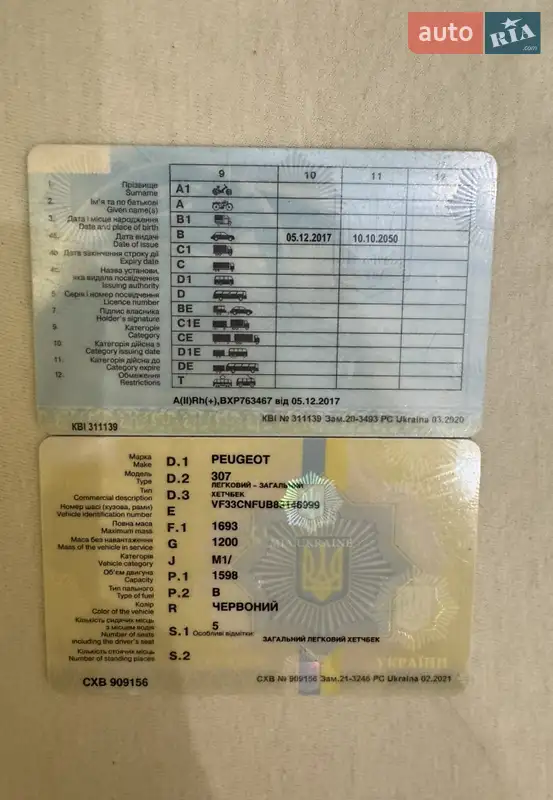 auto RIA
.com
9 10 11 12
1. Прізвище
Surname
A1
2. Ім'я та по батькові
Given name(s)
A
3. Дата і місце народження
Date and place of birth
B1
4a. Дата видачі
Date of issue
B 05.12.2017 10.10.2050
4b. Дата закінчення строку дії
Expiry date
C1
4c. Назва установи,
яка видала посвідчення
Issuing authority
C
D1
5. Серія і номер посвідчення
Licence number
D
7. Підпис власника
Holder's signature
BE
9. Категорія
Category
C1E
10. Категорія дійсна з
Category issuing date
CE
D1E
11. Категорія дійсна до
Category expire
DE
12. Обмеження
Restrictions
T
A(II)Rh(+),BXP763467 від 05.12.2017
KBI 311139
KBI № 311139 Зам.20-3493 PC Ukraina 03.2020
Марка
Make
D.1 PEUGEOT
Модель
Type
D.2 307
ЛЕГКОВИЙ - ЗАГАЛЬНИЙ
Тип
Commercial description
D.3 ХЕТЧБЕК
Номер шасі (кузова, рами)
Vehicle identification number
E
Повна маса
Maximum mass
F.1 1693
Маса без навантаження
Mass of the vehicle in service
G 1200
Категорія
Vehicle category
J M1/
Об'єм двигуна
Capacity
P.1 1598
Тип пального
Type of fuel
P.2 B
Колір
Color of the vehicle
R ЧЕРВОНИЙ
Кількість сидячих місць
з місцем водія
Number of seats
including the driver's seat
S.1 5
Особливі відмітки:
ЗАГАЛЬНИЙ ЛЕГКОВИЙ ХЕТЧБЕК
Кількість стоячих місць
Number of standing places
S.2
MIA UKRAINE
УКРАЇНИ
CXB 909156
CXB № 909156 Зам.21-3246 PC Ukraina 02.2021